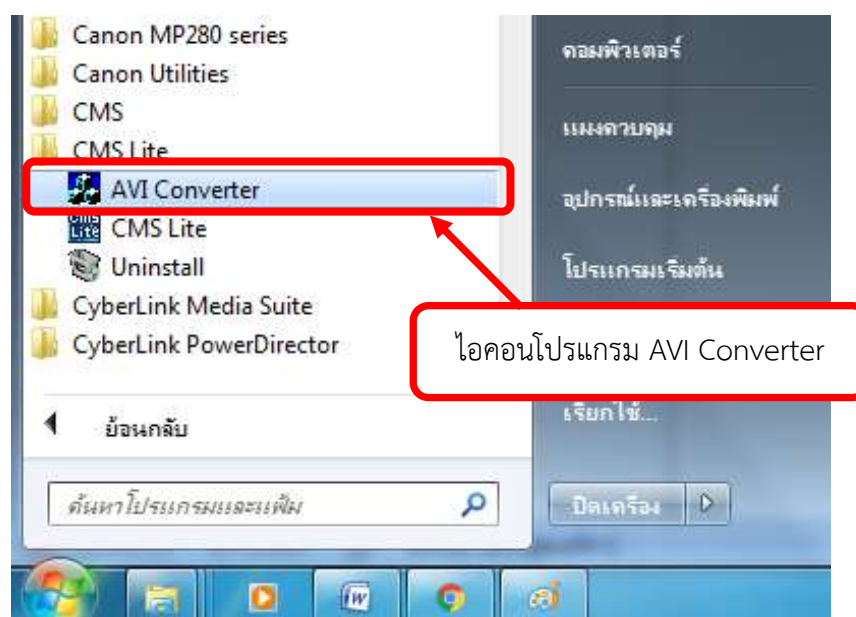 Canon MP280 series
Canon Utilities
CMS
CMS Lite
AVI Converter
CMS Lite
Uninstall
CyberLink Media Suite
CyberLink PowerDirector
ย้อนกลับ
ค้นหาโปรแกรมและแฟ้ม
คอมพิวเตอร์
แผงควบคุม
อุปกรณ์และเครื่องพิมพ์
โปรแกรมเริ่มต้น
ไอคอนโปรแกรม AVI Converter
เรียกใช้...
ปิดเครื่อง